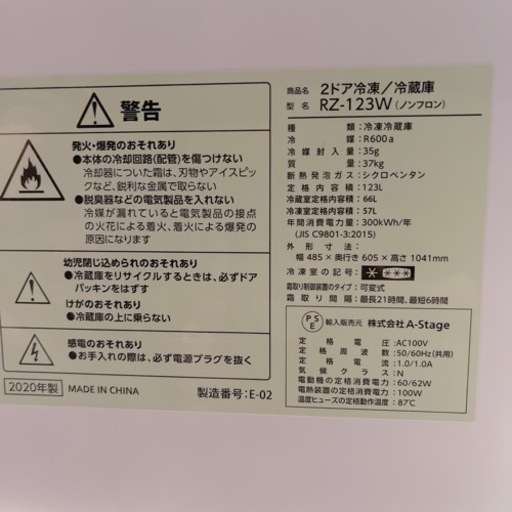 警告
発火・爆発のおそれあり
●本体の冷却回路(配管)を傷つけない
冷却器についた霜は、刃物やアイスピ
ックなど、鋭利な金属で取らない
●脱臭器などの電気製品を入れない
冷媒が漏れていると電気製品の接点
の火花による着火、着火による爆発の
原因になります
幼児閉じ込められのおそれあり
●冷蔵庫をリサイクルするときは、必ずドア
パッキンをはずす
けがのおそれあり
●冷蔵庫の上に乗らない
感電のおそれあり
●お手入れの際は、必ず電源プラグを抜く
2020年製 MADE IN CHINA 製造番号:E-02
商品名 2ドア冷凍/冷蔵庫
型名 RZ-123W (ノンフロン)
種類:冷凍冷蔵庫
冷媒:R600a
冷媒封入量:35g
質量:37kg
断熱発泡ガス:シクロペンタン
定格内容積:123L
冷蔵室定格内容積:66L
冷凍室定格内容積:57L
年間消費電力量:300kWh/年
(JIS C9801-3:2015)
外形寸法:
幅 485 × 奥行き 605 × 高さ 1041mm
冷凍室の記号:
霜取り制御装置のタイプ:可変式
霜取り間隔:最長21時間、最短6時間
PSE 輸入販売元 株式会社A-Stage
定格電圧:AC100V
定格周波数:50/60Hz(共用)
定格電流:1.0/1.0A
気候クラス:N
電動機の定格消費電力:60/62W
電熱装置の定格消費電力:100W
温度ヒューズの定格動作温度:87℃